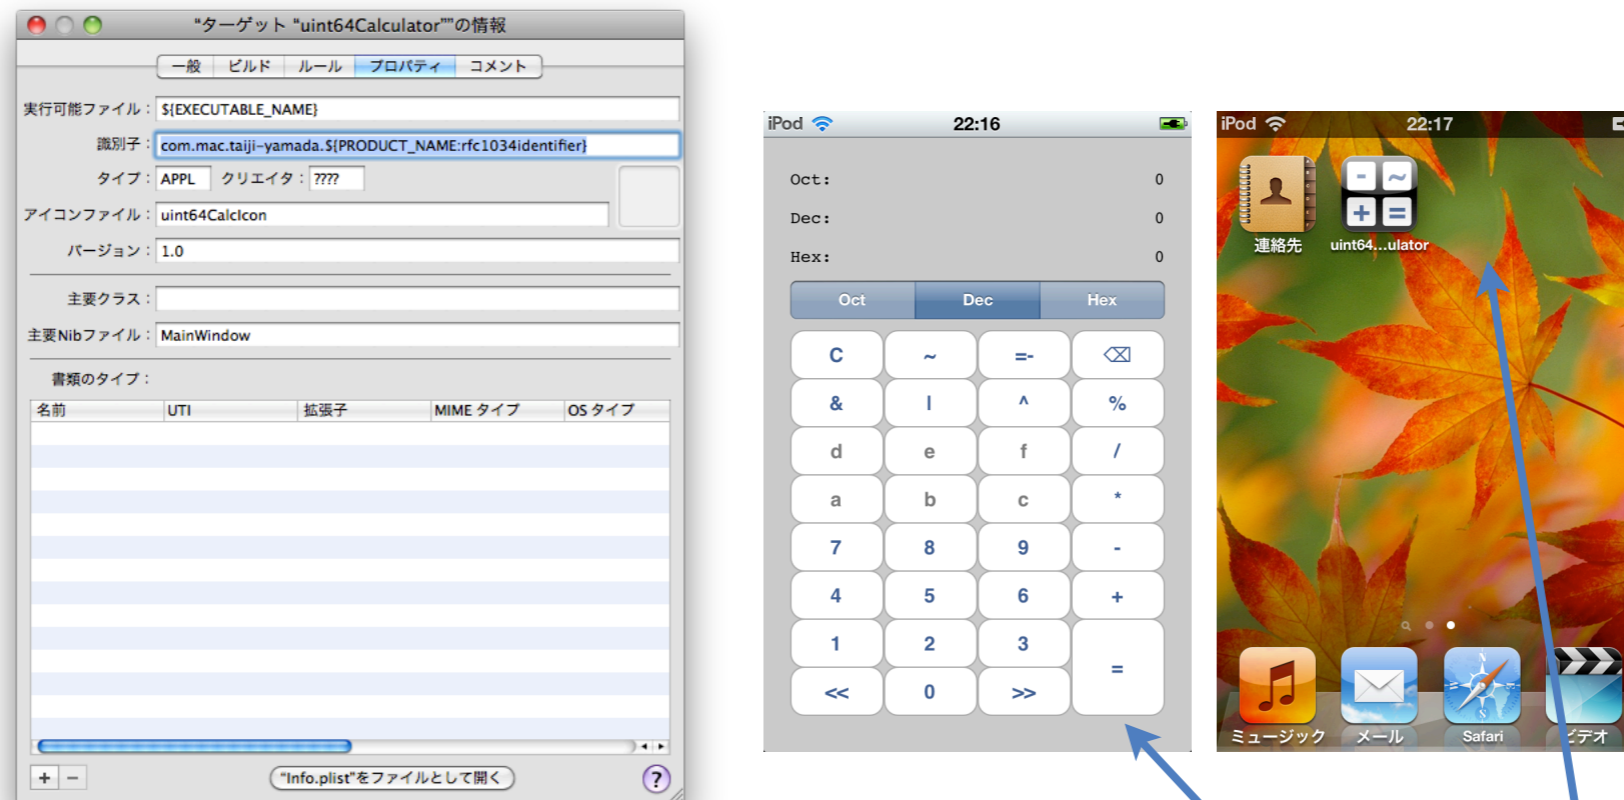 “ターゲット “uint64Calculator””の情報
一般 ビルド ルール プロパティ コメント
実行可能ファイル： ${EXECUTABLE_NAME}
識別子： com.mac.taiji-yamada.${PRODUCT_NAME:rfc1034identifier}
タイプ： APPL クリエイタ： ????
アイコンファイル： uint64CalcIcon
バージョン： 1.0
主要クラス：
主要Nibファイル： MainWindow
書類のタイプ：
名前 UTI 拡張子 MIME タイプ OS タイプ
+ − “Info.plist”をファイルとして開く ?
iPod 22:16
Oct: 0
Dec: 0
Hex: 0
Oct Dec Hex
C ~ =- ⌫
& | ^ %
d e f /
a b c *
7 8 9 -
4 5 6 +
1 2 3
=
<< 0 >>
iPod 22:17
- ~
+ =
連絡先 uint64...ulator
N
S
ミュージック メール Safari ビデオ